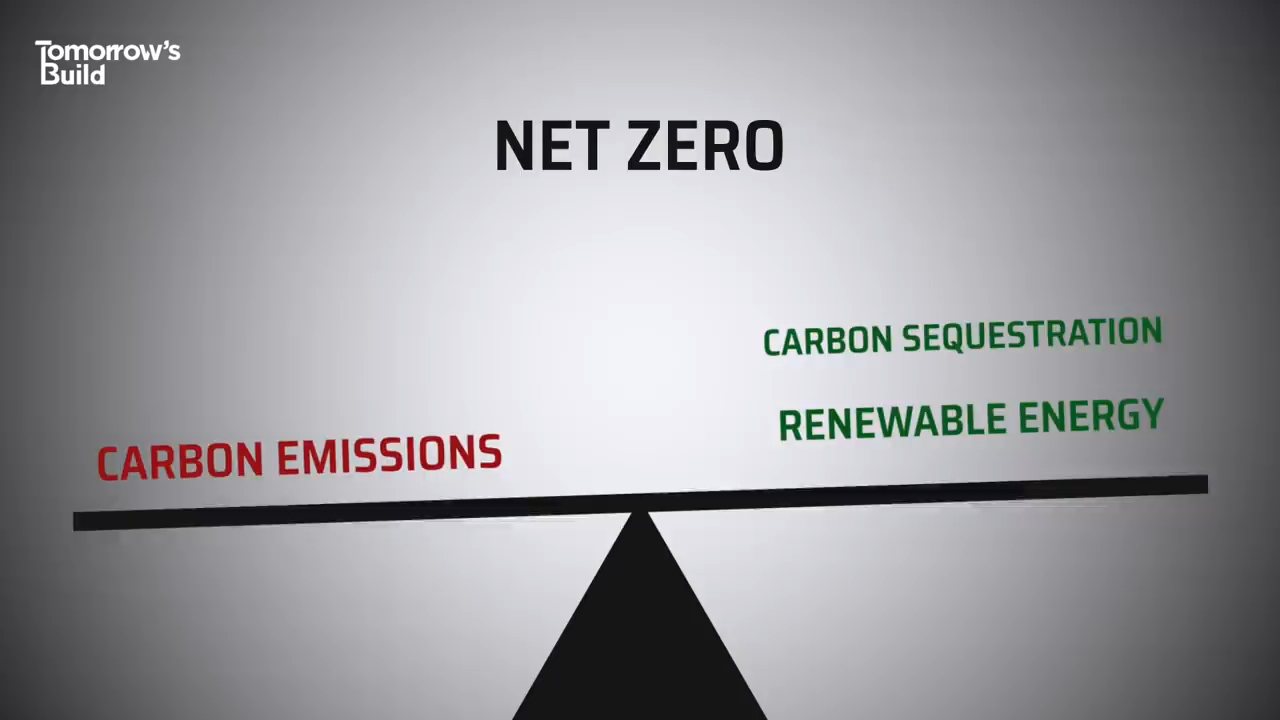 Tomorrow's
Build
NET ZERO
CARBON SEQUESTRATION
RENEWABLE ENERGY
CARBON EMISSIONS